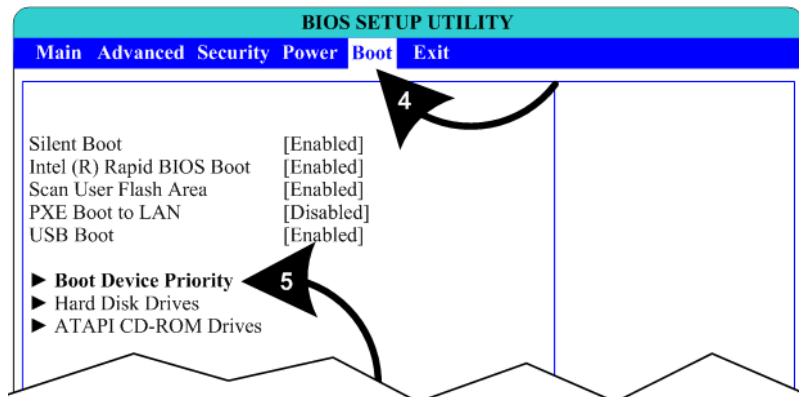 BIOS SETUP UTILITY
Main Advanced Security Power Boot Exit
4
Silent Boot [Enabled]
Intel (R) Rapid BIOS Boot [Enabled]
Scan User Flash Area [Enabled]
PXE Boot to LAN [Disabled]
USB Boot [Enabled]
► Boot Device Priority 5
► Hard Disk Drives
► ATAPI CD-ROM Drives